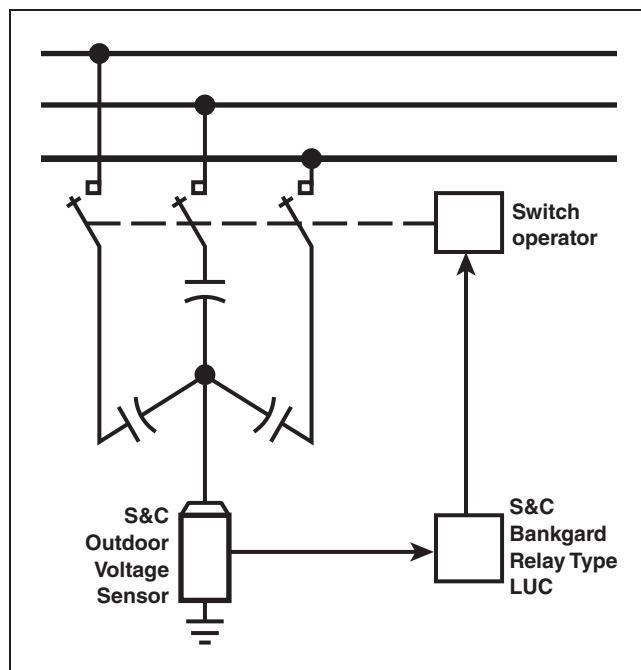 Switch
operator
S&C
Outdoor
Voltage
Sensor
S&C
Bankgard
Relay Type
LUC